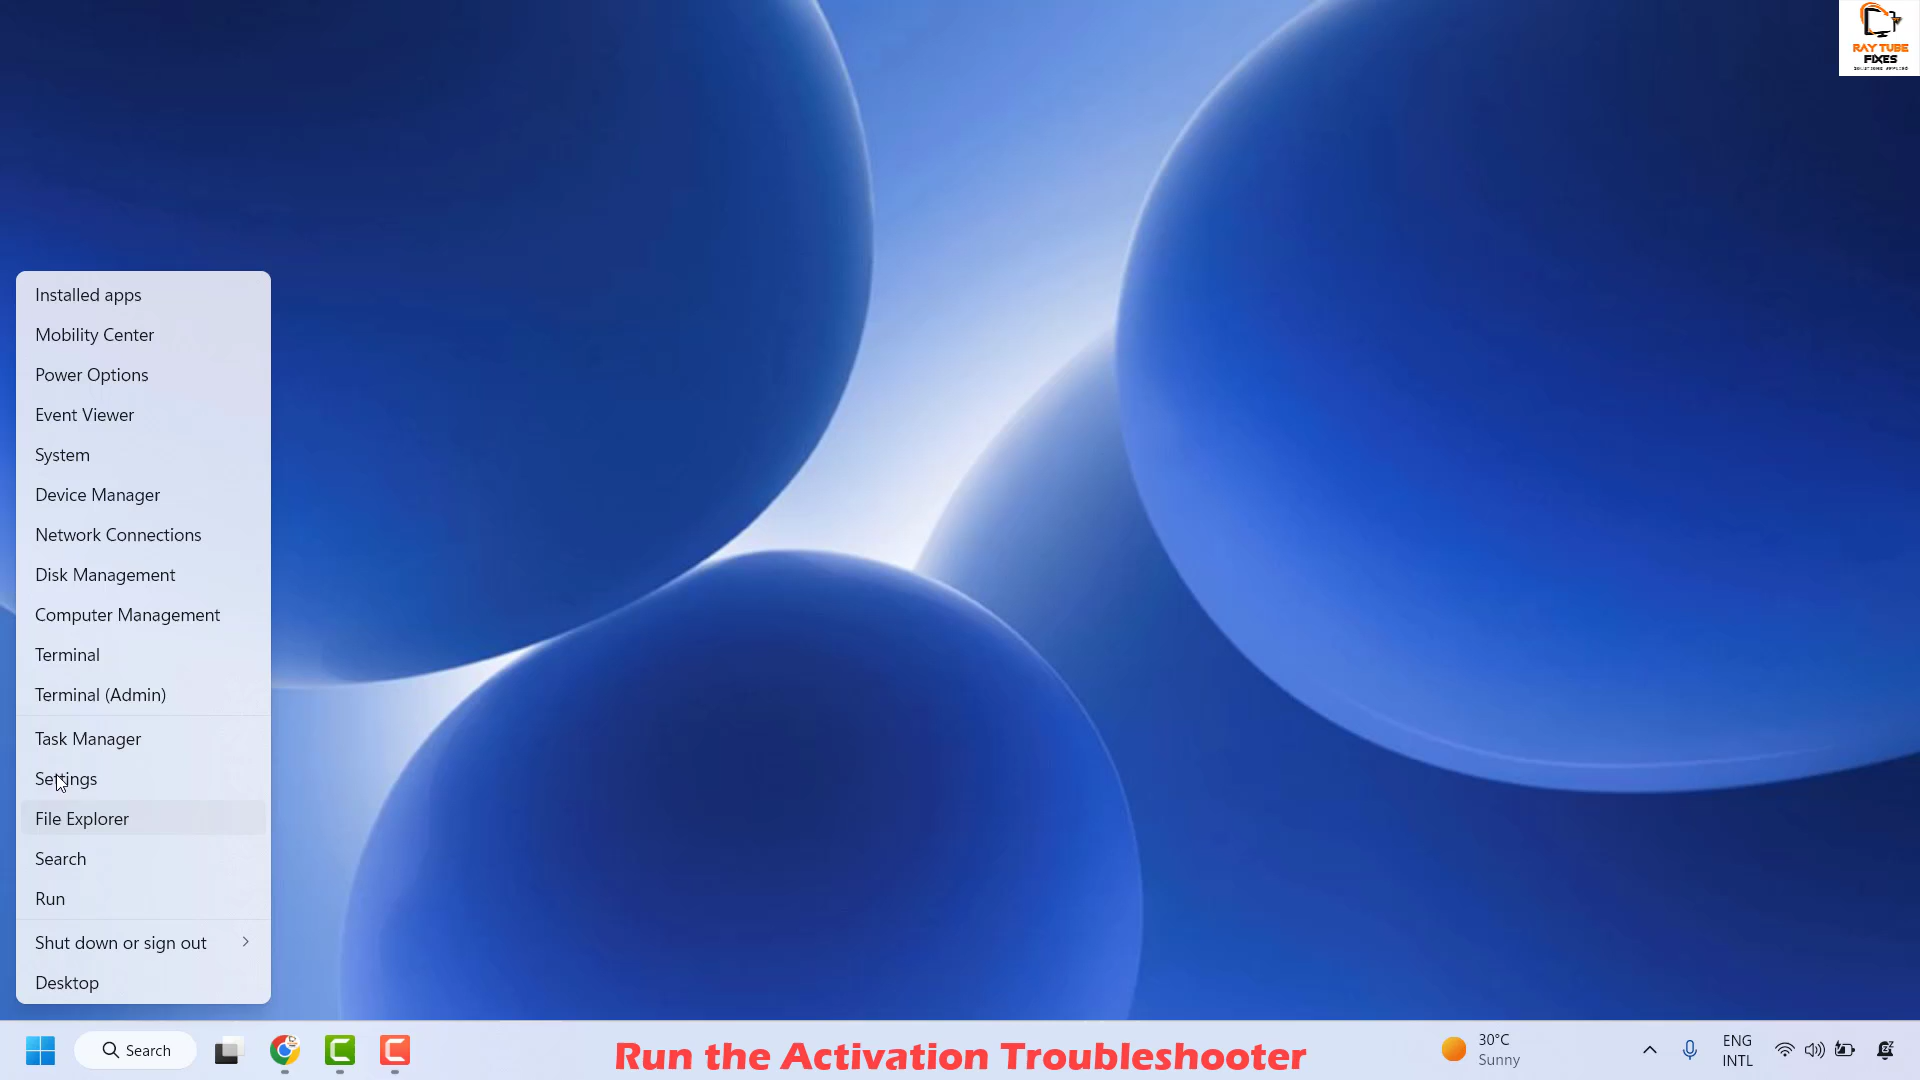 RAY TUBE
FIXES
Installed apps
Mobility Center
Power Options
Event Viewer
System
Device Manager
Network Connections
Disk Management
Computer Management
Terminal
Terminal (Admin)
Task Manager
Settings
File Explorer
Search
Run
Shut down or sign out
Desktop
Search
Run the Activation Troubleshooter
30°C
Sunny
ENG
INTL